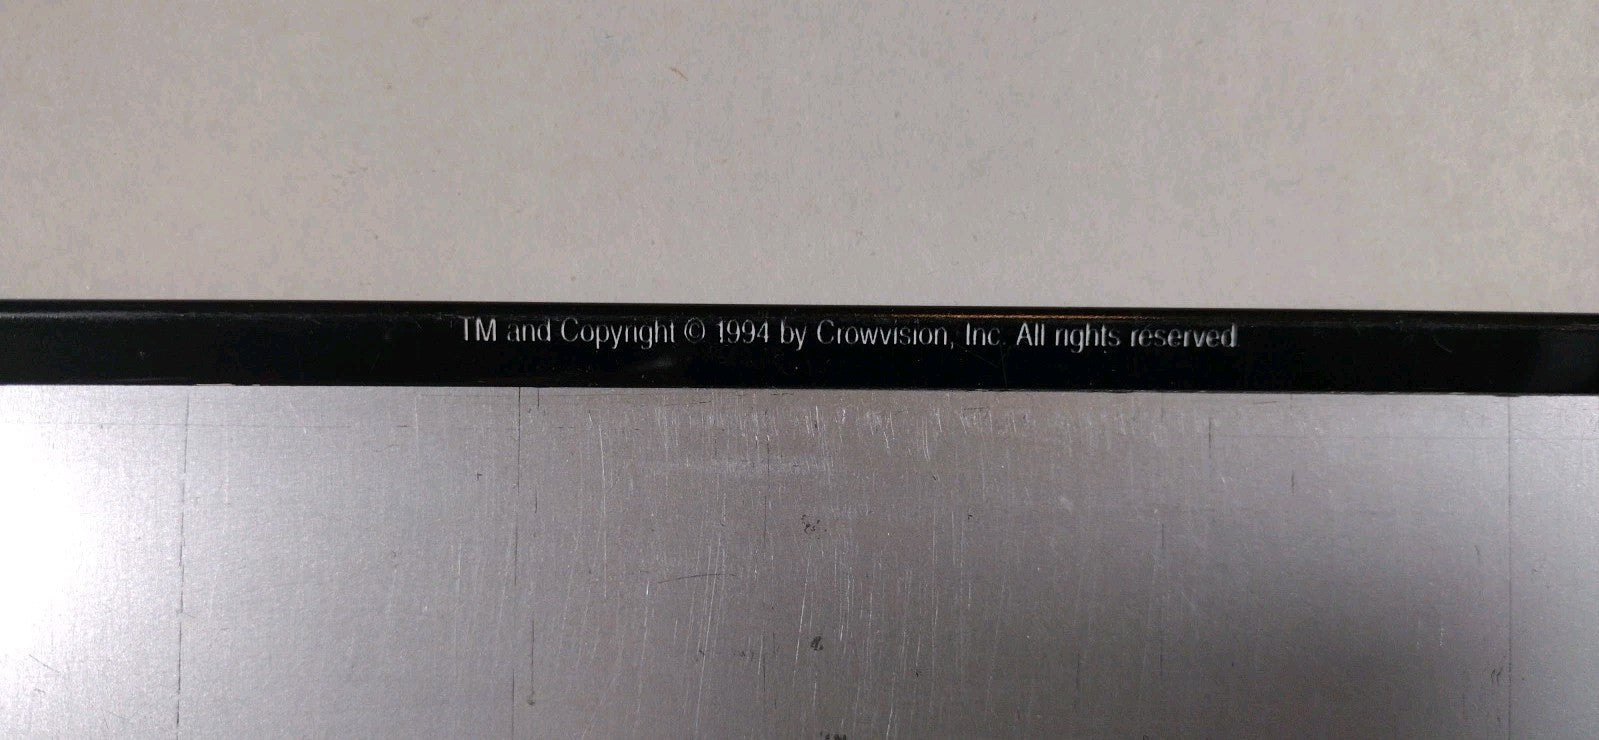 TM and Copyright © 1994 by Crowvision, Inc. All rights reserved